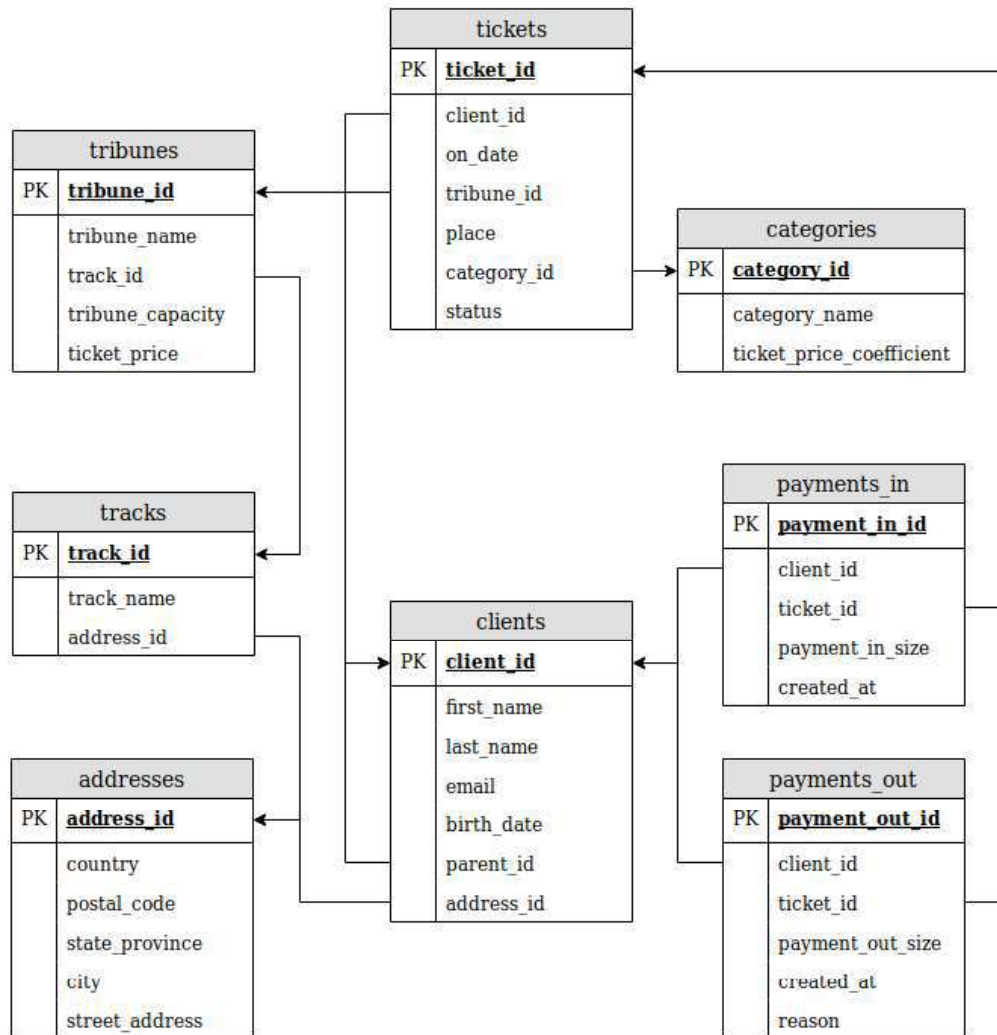 tickets
PK ticket_id
client_id
on_date
tribune_id
place
category_id
status
tribunes
PK tribune_id
tribune_name
track_id
tribune_capacity
ticket_price
categories
PK category_id
category_name
ticket_price_coefficient
tracks
PK track_id
track_name
address_id
clients
PK client_id
first_name
last_name
email
birth_date
parent_id
address_id
payments_in
PK payment_in_id
client_id
ticket_id
payment_in_size
created_at
addresses
PK address_id
country
postal_code
state_province
city
street_address
payments_out
PK payment_out_id
client_id
ticket_id
payment_out_size
created_at
reason